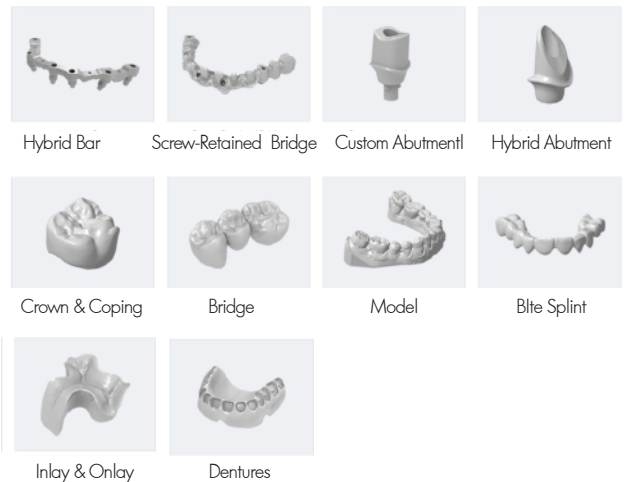 Hybrid Bar
Screw-Retained Bridge
Custom Abutmentl
Hybrid Abutment
Crown & Coping
Bridge
Model
BIte Splint
Inlay & Onlay
Dentures